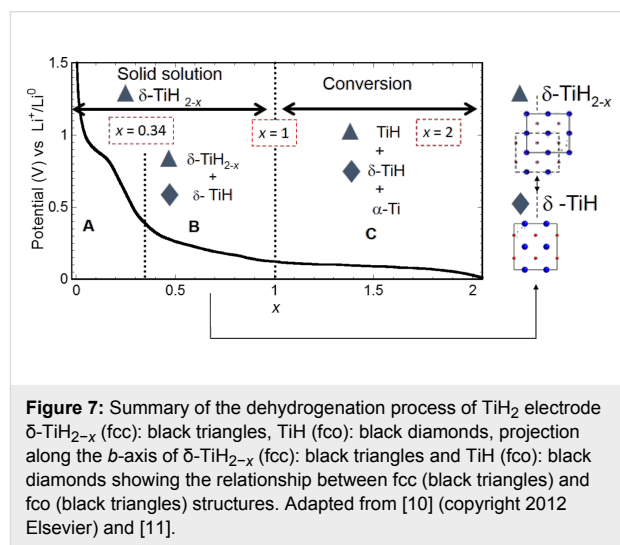 1.5
1
0.5
0
Potential (V) vs Li⁺/Li⁰
Solid solution
δ-TiH 2-x
Conversion
x = 0.34
x = 1
x = 2
δ-TiH2-x
+
δ- TiH
TiH
+
δ-TiH
+
α-Ti
A
B
C
0
0.5
1
1.5
2
x
δ-TiH2-x
δ -TiH
Figure 7: Summary of the dehydrogenation process of TiH2 electrode
δ-TiH2−x (fcc): black triangles, TiH (fco): black diamonds, projection
along the b-axis of δ-TiH2−x (fcc): black triangles and TiH (fco): black
diamonds showing the relationship between fcc (black triangles) and
fco (black triangles) structures. Adapted from [10] (copyright 2012
Elsevier) and [11].